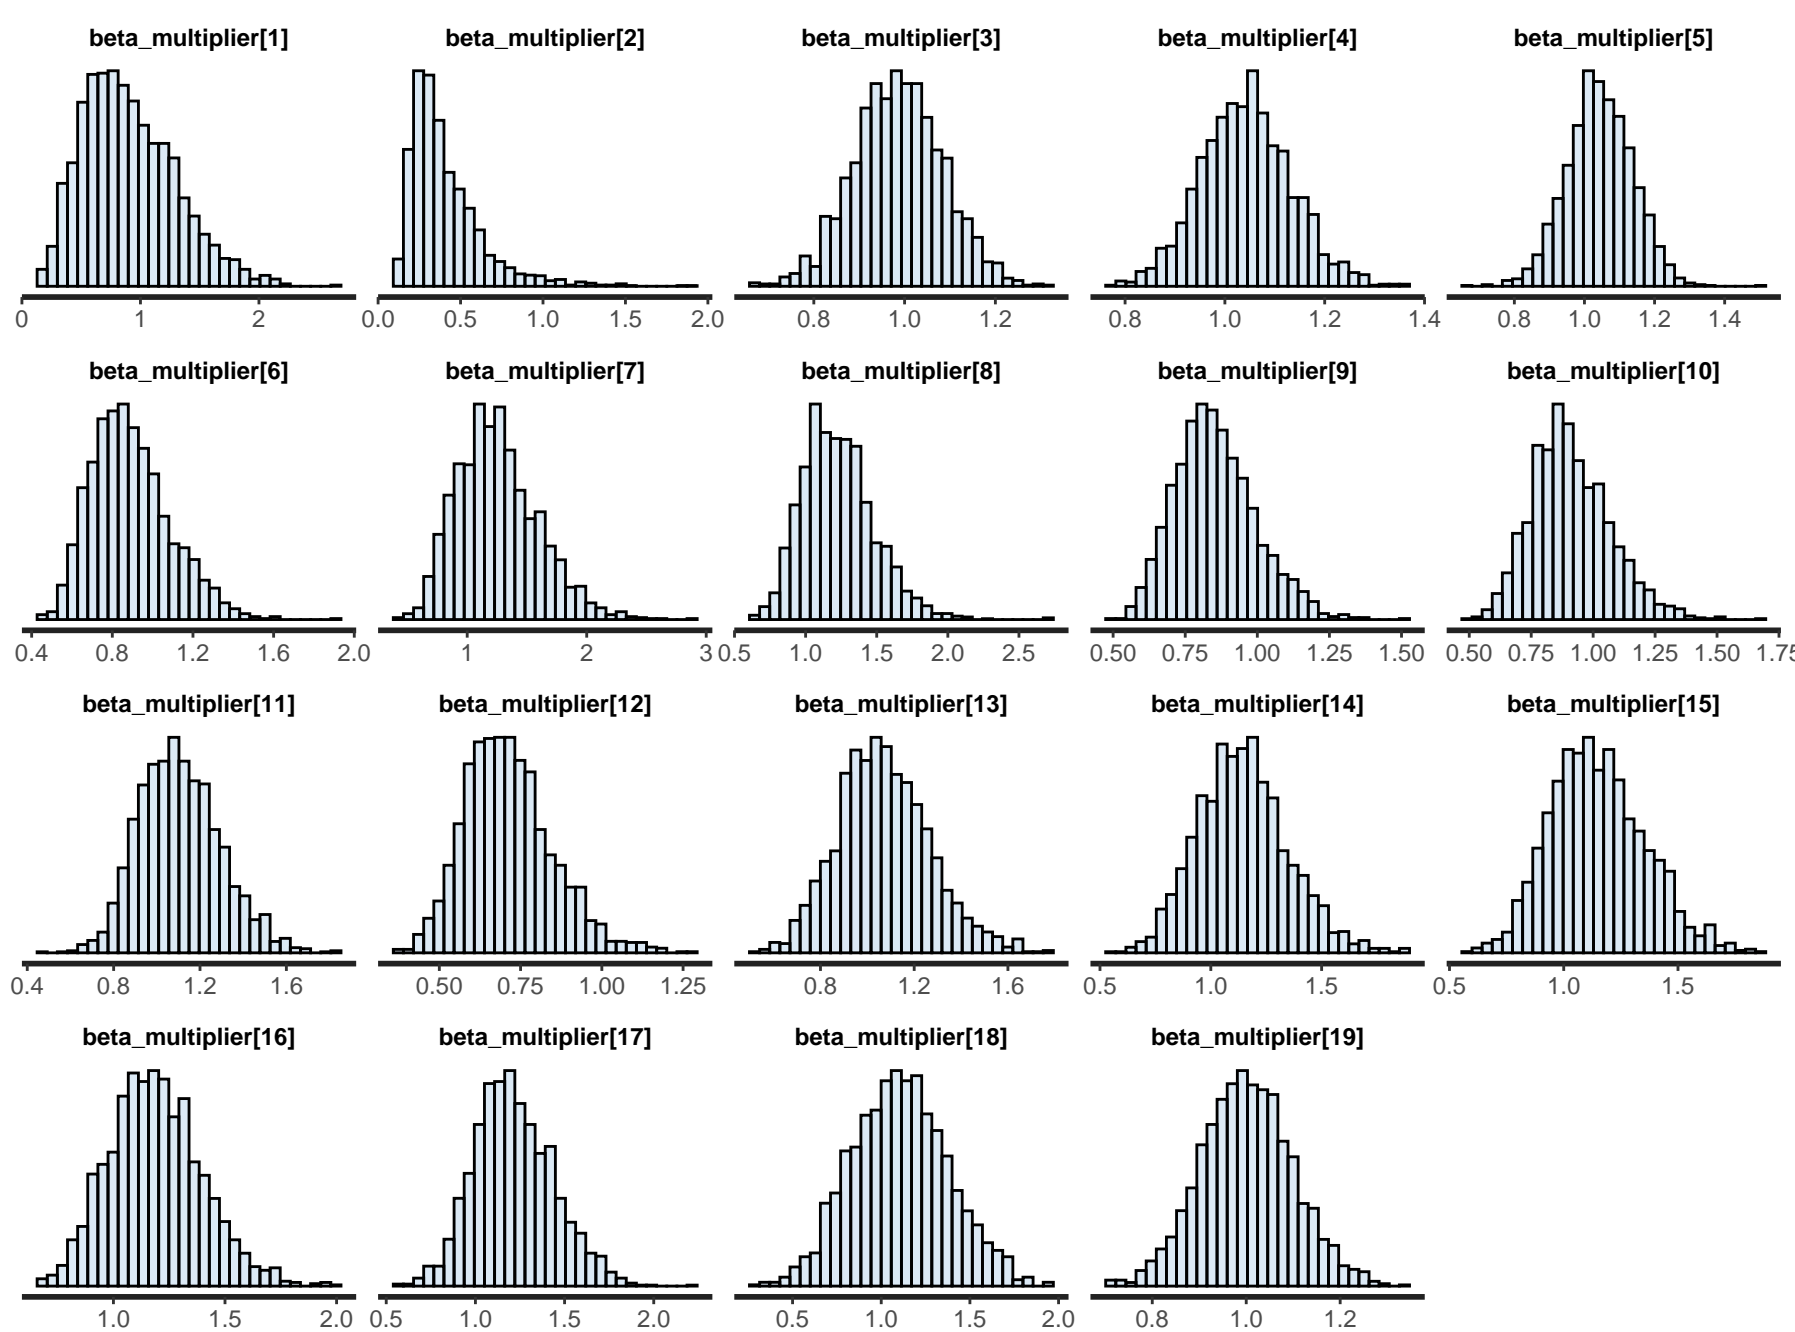 beta_multiplier[1] beta_multiplier[2] beta_multiplier[3] beta_multiplier[4] beta_multiplier[5]
0 1 2 0.0 0.5 1.0 1.5 2.0 0.8 1.0 1.2 0.8 1.0 1.2 1.4 0.8 1.0 1.2 1.4
beta_multiplier[6] beta_multiplier[7] beta_multiplier[8] beta_multiplier[9] beta_multiplier[10]
0.4 0.8 1.2 1.6 2.0 1 2 3 0.5 1.0 1.5 2.0 2.5 0.50 0.75 1.00 1.25 1.50 0.50 0.75 1.00 1.25 1.50 1.75
beta_multiplier[11] beta_multiplier[12] beta_multiplier[13] beta_multiplier[14] beta_multiplier[15]
0.4 0.8 1.2 1.6 0.50 0.75 1.00 1.25 0.8 1.2 1.6 0.5 1.0 1.5 0.5 1.0 1.5
beta_multiplier[16] beta_multiplier[17] beta_multiplier[18] beta_multiplier[19]
1.0 1.5 2.0 0.5 1.0 1.5 2.0 0.5 1.0 1.5 2.0 0.8 1.0 1.2